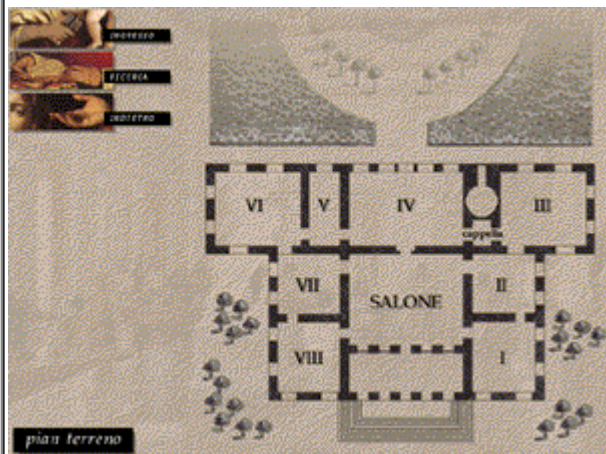 INGRESSO
RICERCA
INDIETRO
VI
V
IV
III
cappella
VII
SALONE
II
VIII
I
pian terreno